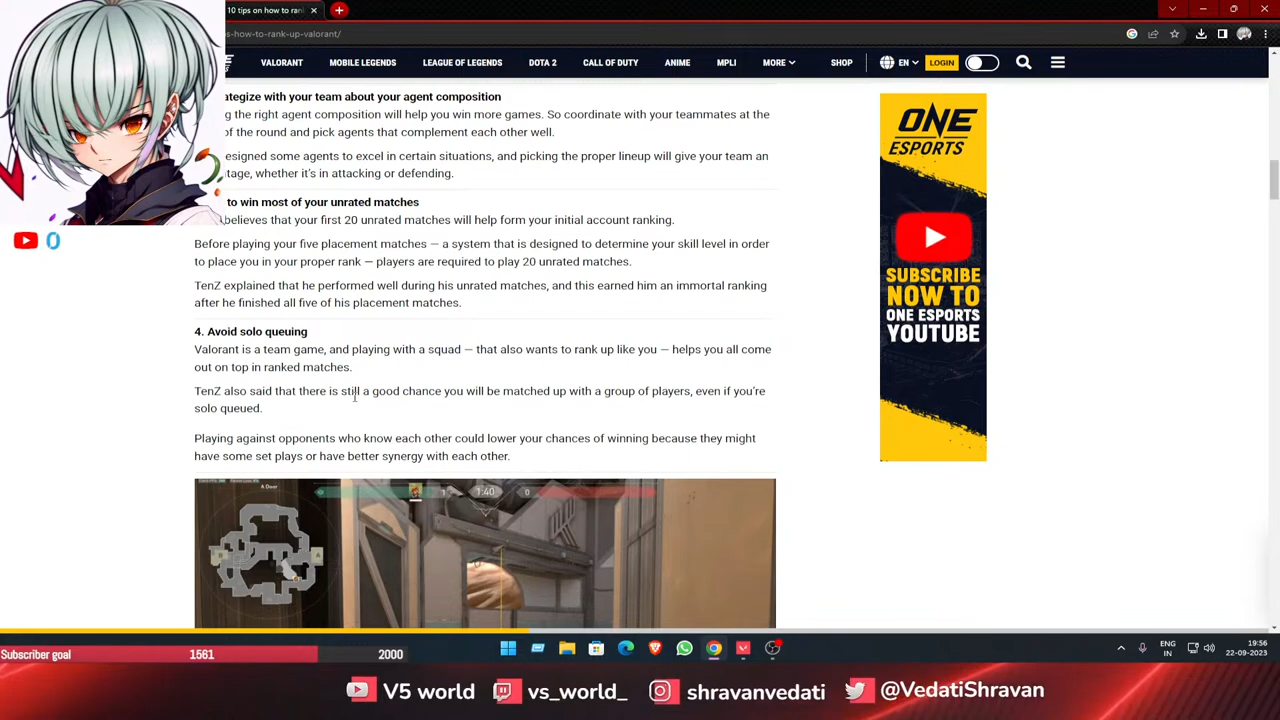 10 tips on how to ran
ps-how-to-rank-up-valorant/
VALORANT
MOBILE LEGENDS
LEAGUE OF LEGENDS
DOTA 2
CALL OF DUTY
ANIME
MPLI
MORE
SHOP
EN
LOGIN
ategize with your team about your agent composition
g the right agent composition will help you win more games. So coordinate with your teammates at the
of the round and pick agents that complement each other well.
esigned some agents to excel in certain situations, and picking the proper lineup will give your team an
tage, whether it's in attacking or defending.
to win most of your unrated matches
believes that your first 20 unrated matches will help form your initial account ranking.
Before playing your five placement matches — a system that is designed to determine your skill level in order
to place you in your proper rank — players are required to play 20 unrated matches.
TenZ explained that he performed well during his unrated matches, and this earned him an immortal ranking
after he finished all five of his placement matches.
4. Avoid solo queuing
Valorant is a team game, and playing with a squad — that also wants to rank up like you — helps you all come
out on top in ranked matches.
TenZ also said that there is still a good chance you will be matched up with a group of players, even if you're
solo queued.
Playing against opponents who know each other could lower your chances of winning because they might
have some set plays or have better synergy with each other.
ONE
ESPORTS
SUBSCRIBE
NOW TO
ONE ESPORTS
YOUTUBE
0
A Door
1
1:40
0
B
A
ENG
IN
19:56
22-09-2023
Subscriber goal
1561
2000
V5 world
vs_world_
shravanvedati
@VedatiShravan